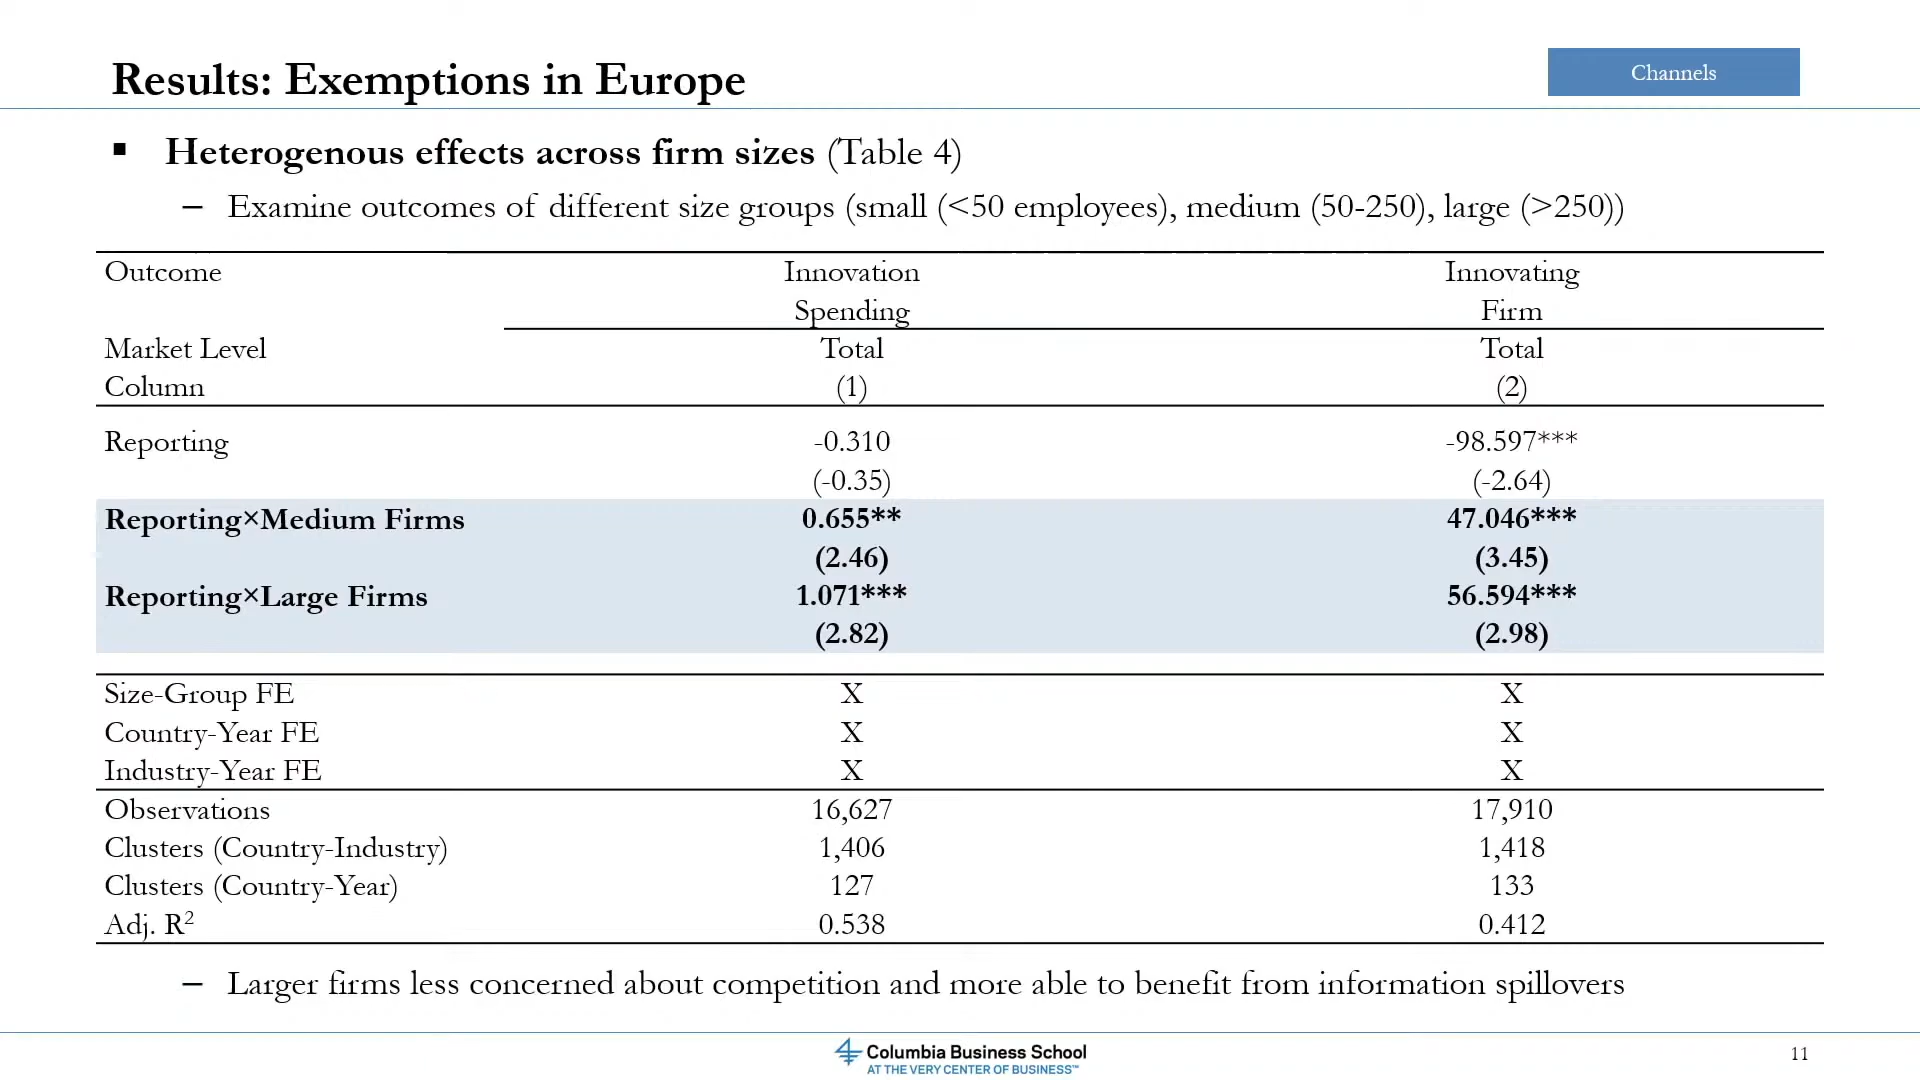 Results: Exemptions in Europe
Channels
▪ Heterogenous effects across firm sizes (Table 4)
– Examine outcomes of different size groups (small (<50 employees), medium (50-250), large (>250))
Outcome Innovation Innovating
Spending Firm
Market Level Total Total
Column (1) (2)
Reporting -0.310 -98.597***
(-0.35) (-2.64)
Reporting×Medium Firms 0.655** 47.046***
(2.46) (3.45)
Reporting×Large Firms 1.071*** 56.594***
(2.82) (2.98)
Size-Group FE X X
Country-Year FE X X
Industry-Year FE X X
Observations 16,627 17,910
Clusters (Country-Industry) 1,406 1,418
Clusters (Country-Year) 127 133
Adj. R² 0.538 0.412
– Larger firms less concerned about competition and more able to benefit from information spillovers
Columbia Business School
AT THE VERY CENTER OF BUSINESS™
11